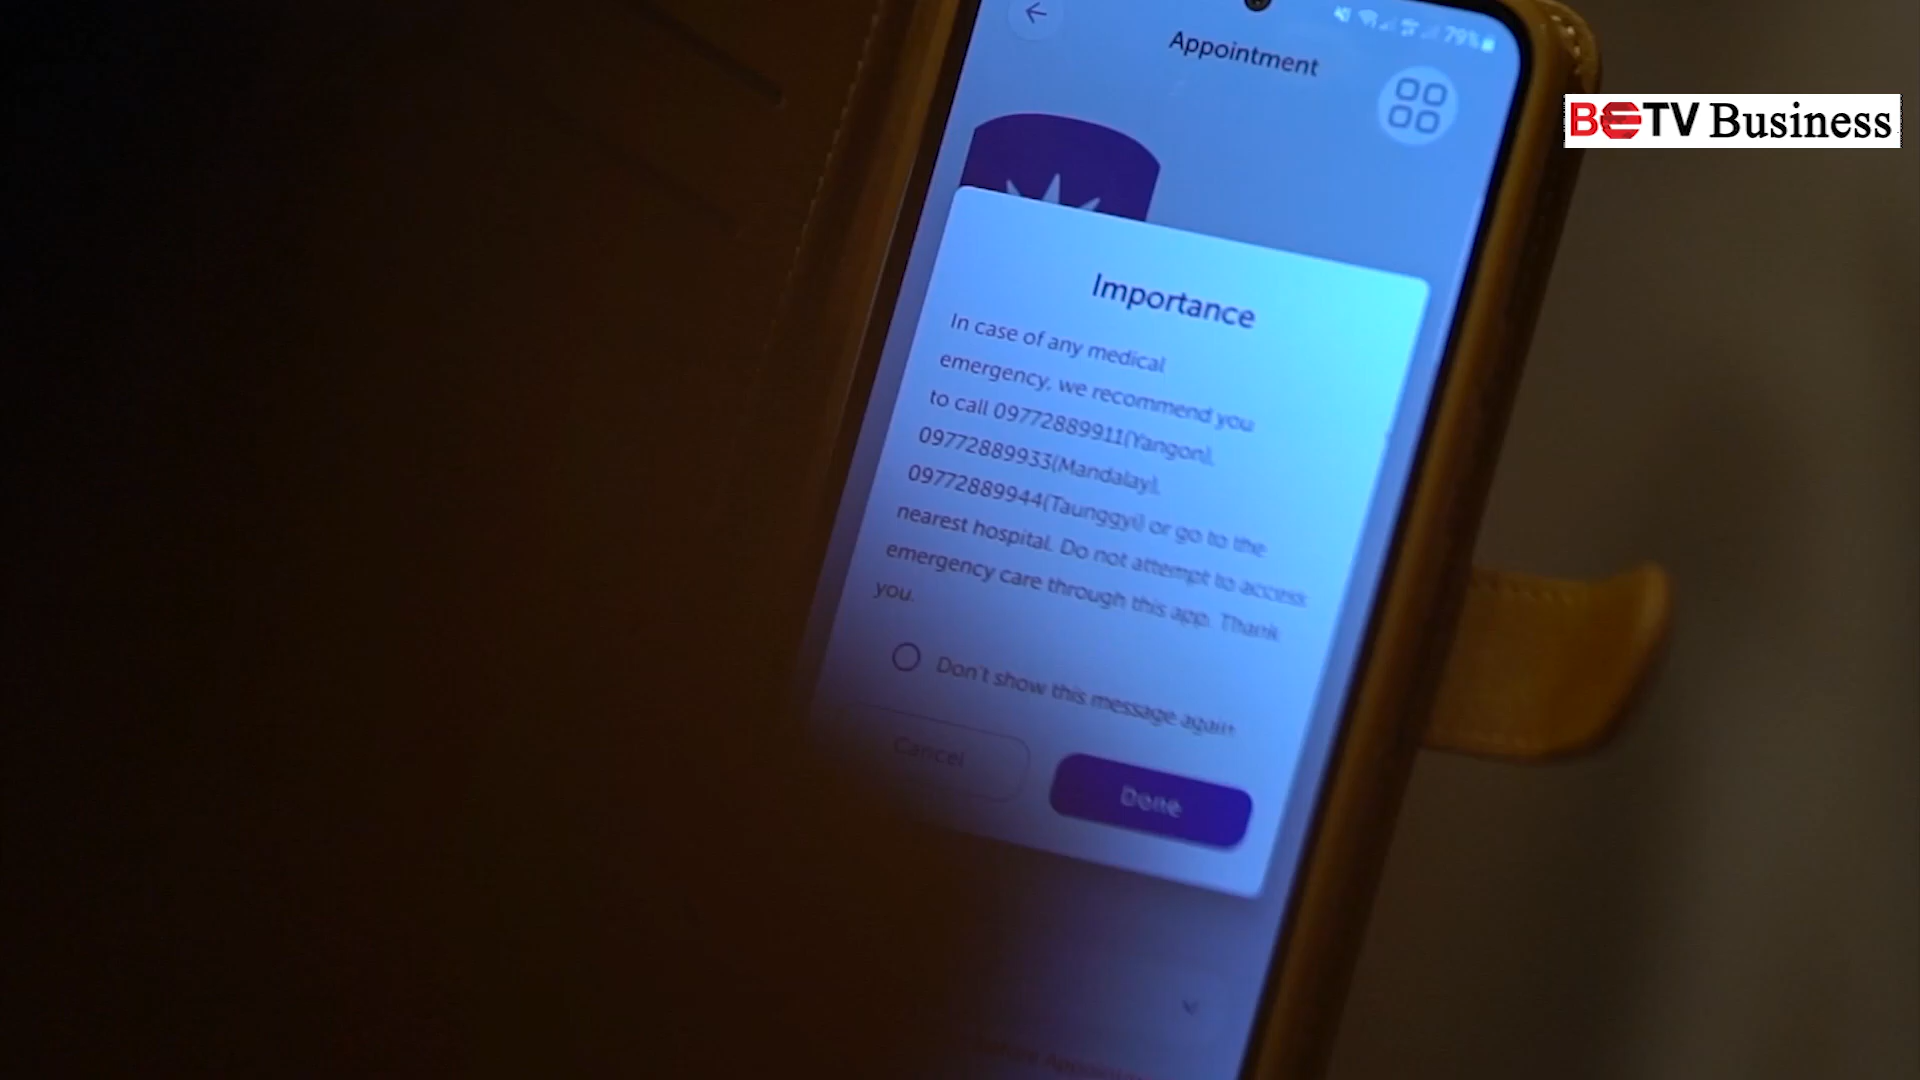 79%
Appointment
BETV Business
Importance
In case of any medical
emergency, we recommend you
to call 09772889911(Yangon),
09772889933(Mandalay),
09772889944(Taunggyi) or go to the
nearest hospital. Do not attempt to access
emergency care through this app. Thank
you.
Don't show this message again
Cancel
Done